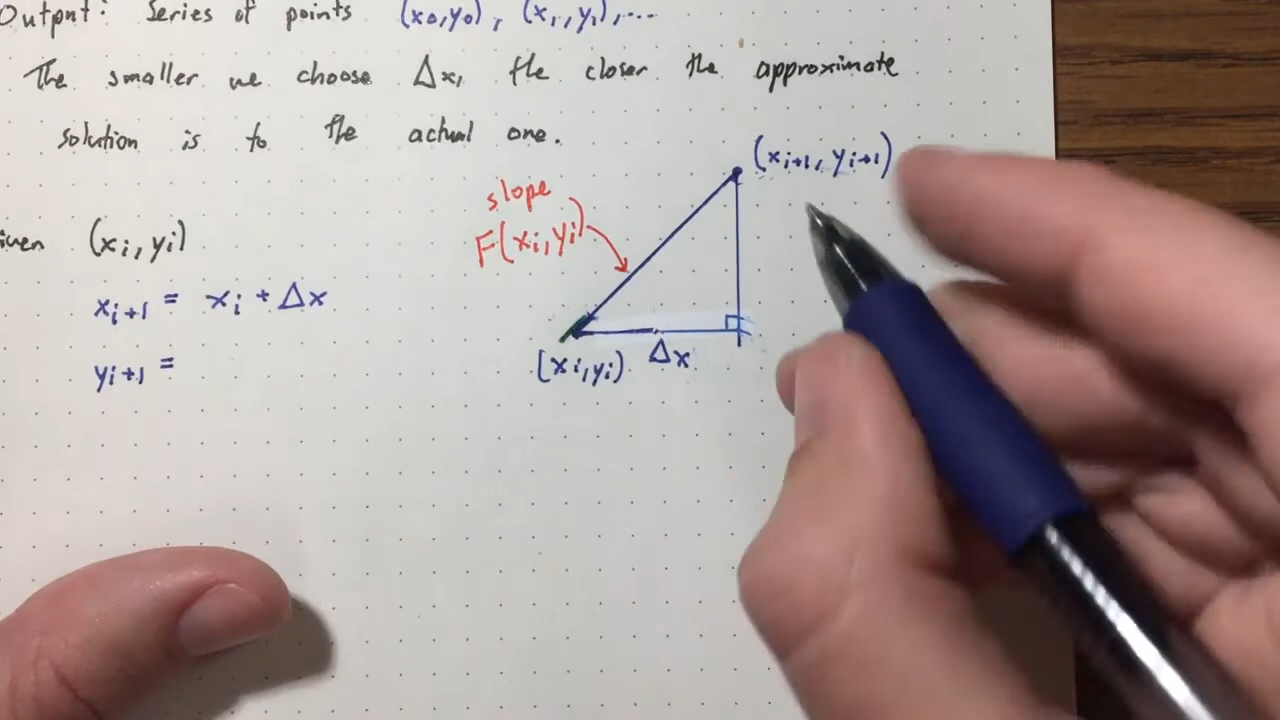 Output: Series of points (x₀,y₀), (x₁,y₁),...
The smaller we choose Δx, the closer the approximate
solution is to the actual one.
(xᵢ₊₁, yᵢ₊₁)
slope
F(xᵢ,yᵢ)
iven (xᵢ,yᵢ)
xᵢ₊₁ = xᵢ + Δx
(xᵢ,yᵢ) Δx
yᵢ₊₁ =